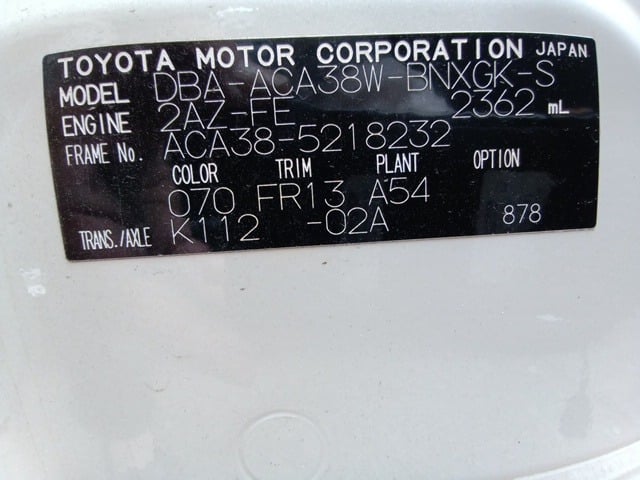 TOYOTA MOTOR CORPORATION JAPAN
MODEL DBA-ACA38W-BNXGK-S
ENGINE 2AZ-FE 2362 mL
FRAME No. ACA38-5218232
COLOR TRIM PLANT OPTION
070 FR13 A54
TRANS./AXLE K112 -02A 878